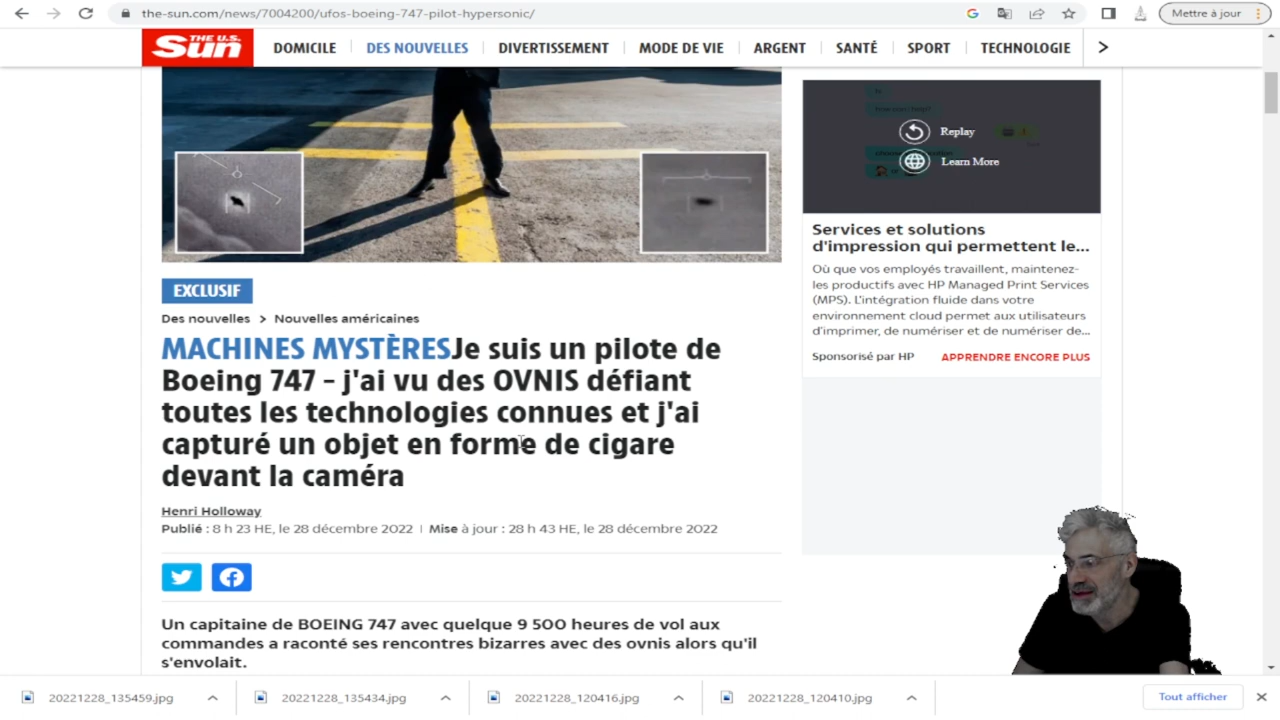 the-sun.com/news/7004200/ufos-boeing-747-pilot-hypersonic/
Mettre à jour
THE U.S. Sun
DOMICILE
DES NOUVELLES
DIVERTISSEMENT
MODE DE VIE
ARGENT
SANTÉ
SPORT
TECHNOLOGIE
Replay
Learn More
Services et solutions
d'impression qui permettent le...
Où que vos employés travaillent, maintenez-
les productifs avec HP Managed Print Services
(MPS). L'intégration fluide dans votre
environnement cloud permet aux utilisateurs
d'imprimer, de numériser et de numériser de...
Sponsorisé par HP
APPRENDRE ENCORE PLUS
EXCLUSIF
Des nouvelles > Nouvelles américaines
MACHINES MYSTÈRESJe suis un pilote de
Boeing 747 - j'ai vu des OVNIS défiant
toutes les technologies connues et j'ai
capturé un objet en forme de cigare
devant la caméra
Henri Holloway
Publié : 8 h 23 HE, le 28 décembre 2022 | Mise à jour : 28 h 43 HE, le 28 décembre 2022
Un capitaine de BOEING 747 avec quelque 9 500 heures de vol aux
commandes a raconté ses rencontres bizarres avec des ovnis alors qu'il
s'envolait.
20221228_135459.jpg
20221228_135434.jpg
20221228_120416.jpg
20221228_120410.jpg
Tout afficher